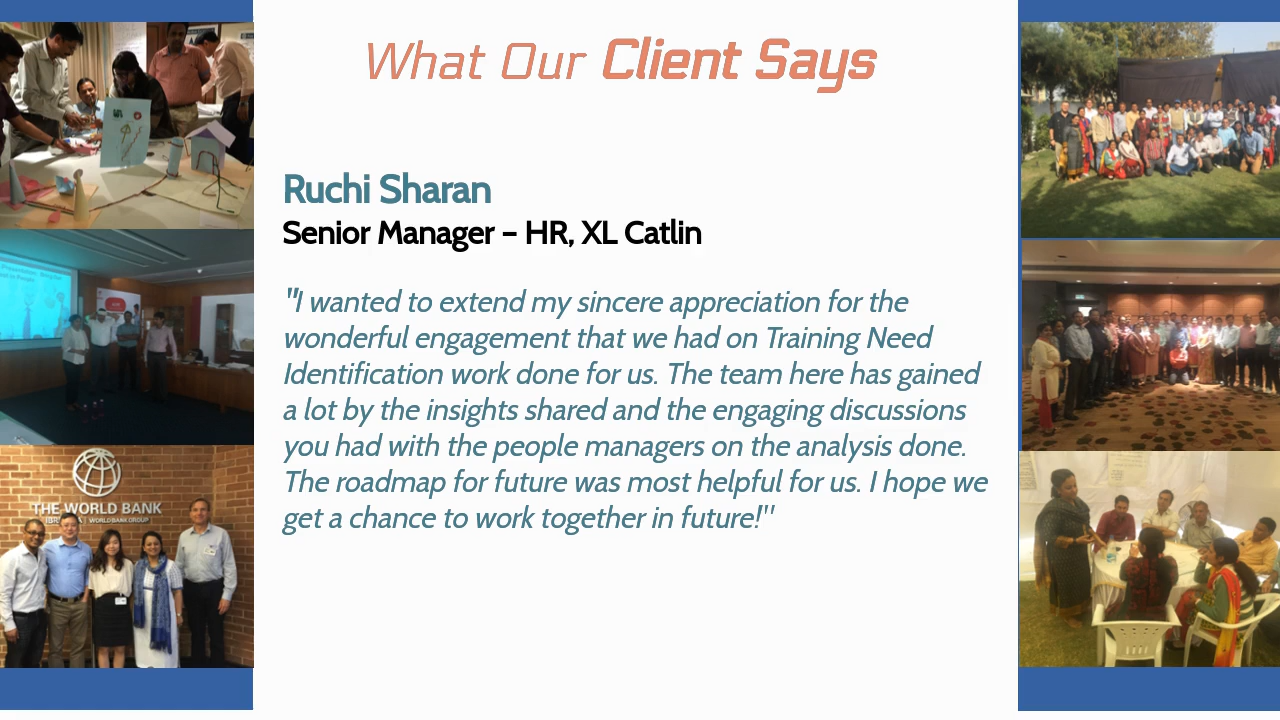 What Our Client Says
Ruchi Sharan
Senior Manager – HR, XL Catlin
"I wanted to extend my sincere appreciation for the
wonderful engagement that we had on Training Need
Identification work done for us. The team here has gained
a lot by the insights shared and the engaging discussions
you had with the people managers on the analysis done.
The roadmap for future was most helpful for us. I hope we
get a chance to work together in future!"
THE WORLD BANK
WORLD BANK GROUP